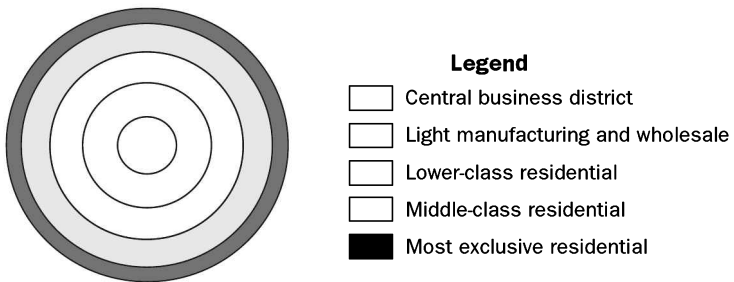 Legend
Central business district
Light manufacturing and wholesale
Lower-class residential
Middle-class residential
Most exclusive residential